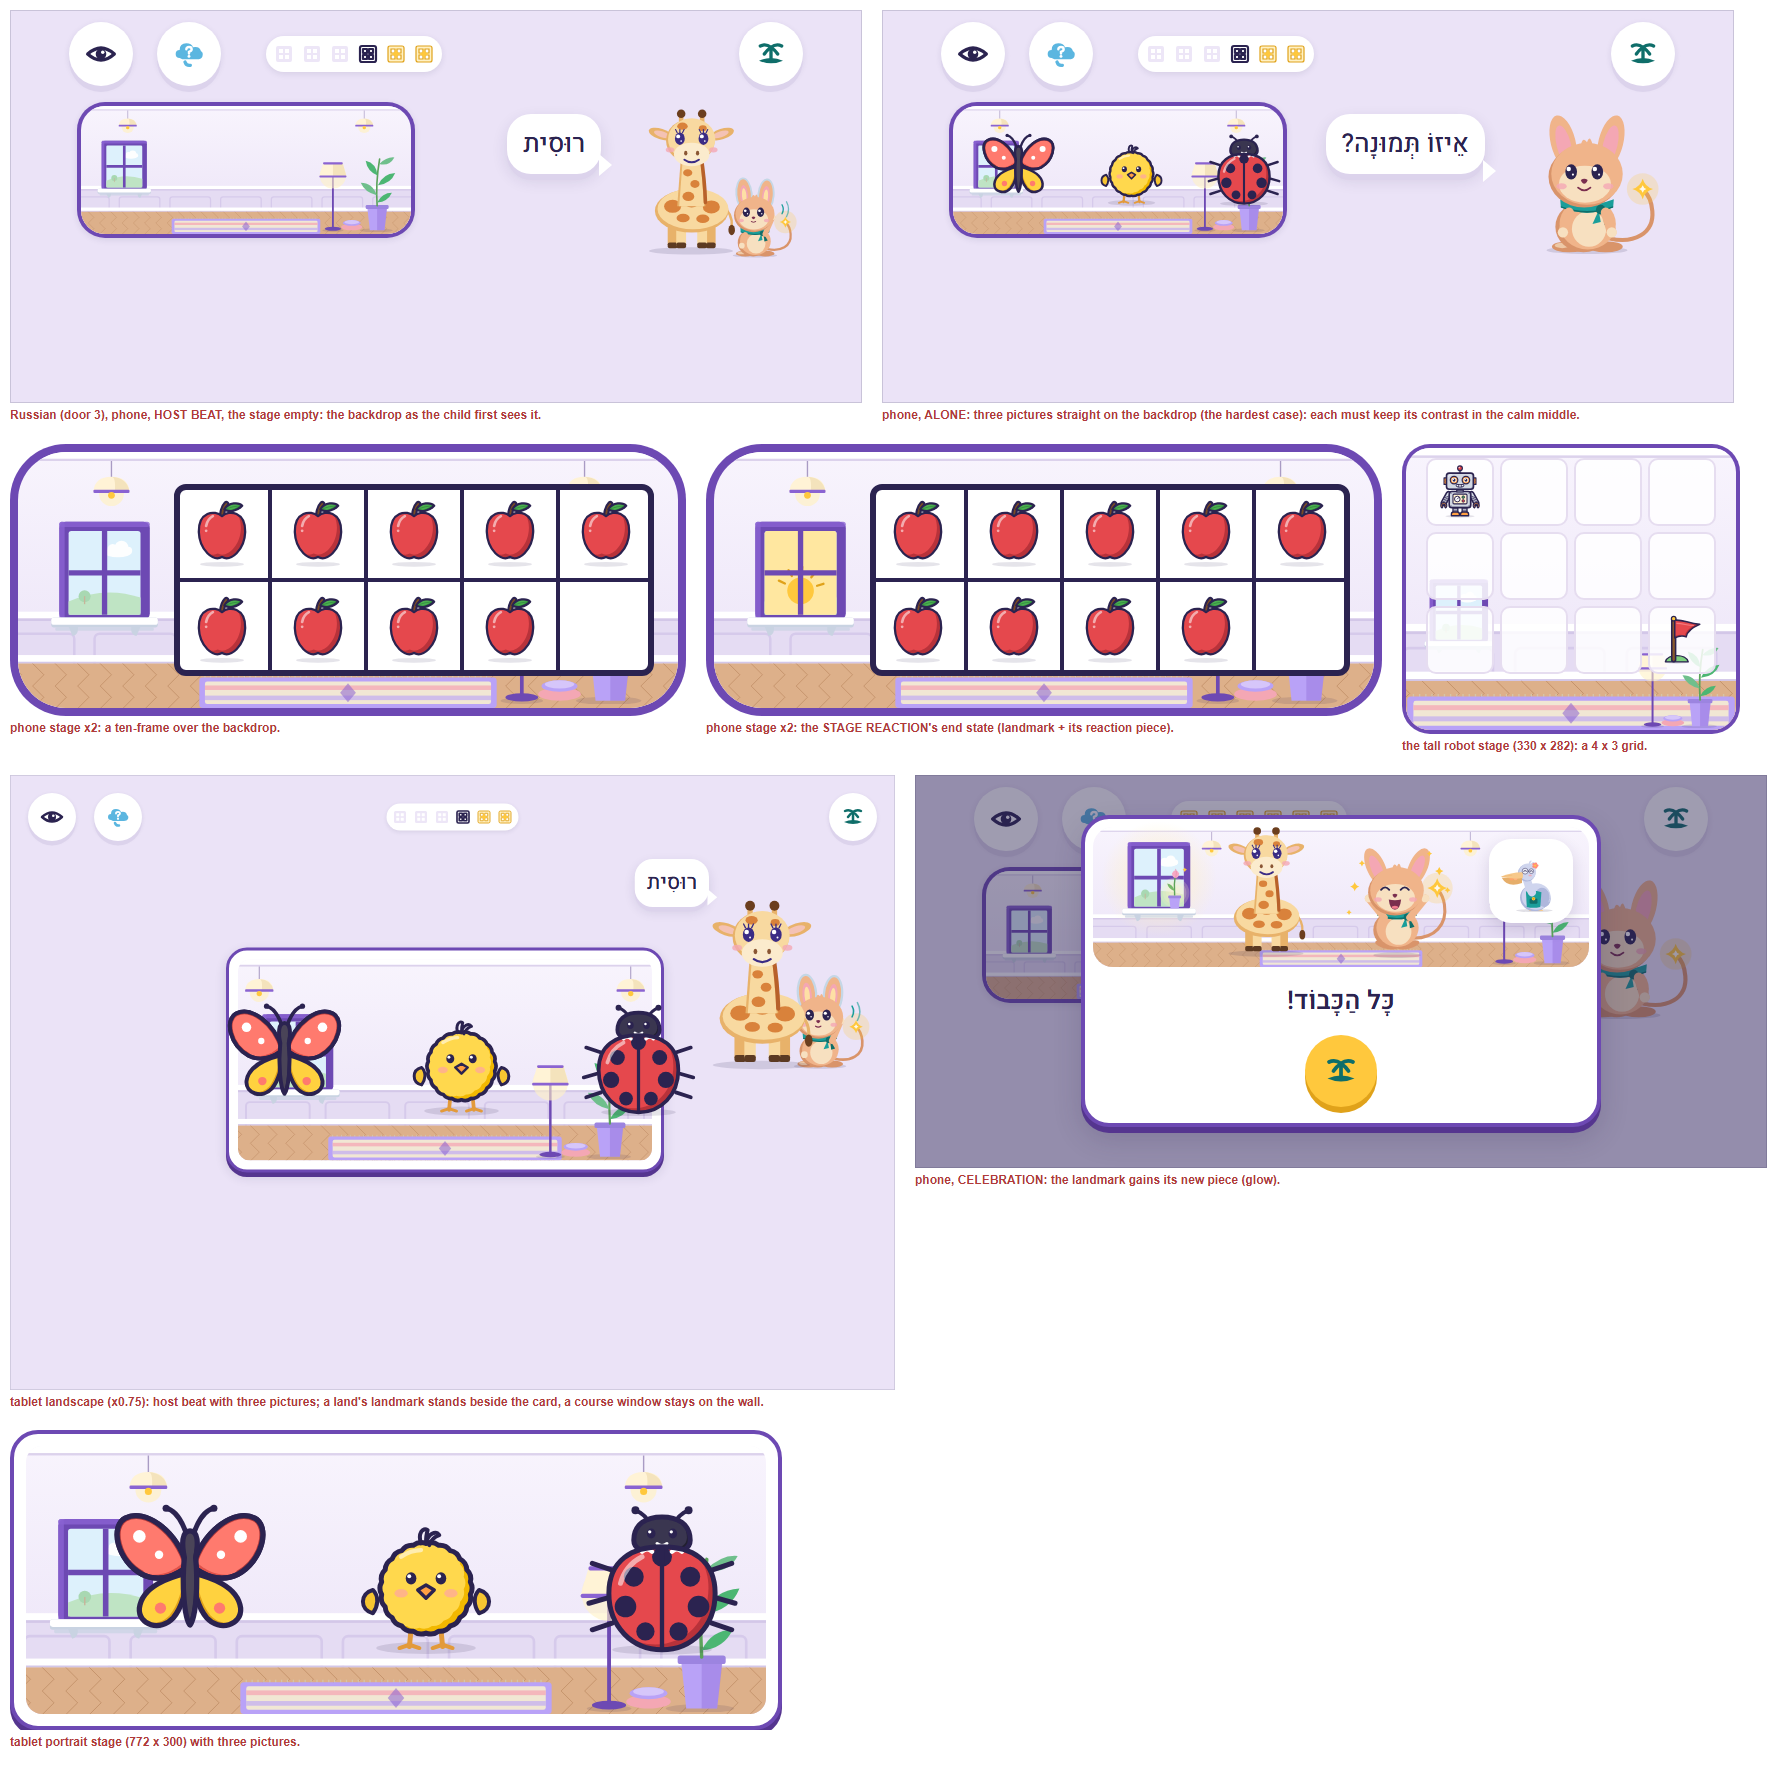 רוּסִית
Russian (door 3), phone, HOST BEAT, the stage empty: the backdrop as the child first sees it.
אֵיזוֹ תְּמוּנָה?
phone, ALONE: three pictures straight on the backdrop (the hardest case): each must keep its contrast in the calm middle.
phone stage x2: a ten-frame over the backdrop.
phone stage x2: the STAGE REACTION's end state (landmark + its reaction piece).
the tall robot stage (330 x 282): a 4 x 3 grid.
רוּסִית
tablet landscape (x0.75): host beat with three pictures; a land's landmark stands beside the card, a course window stays on the wall.
כָּל הַכָּבוֹד!
phone, CELEBRATION: the landmark gains its new piece (glow).
tablet portrait stage (772 x 300) with three pictures.